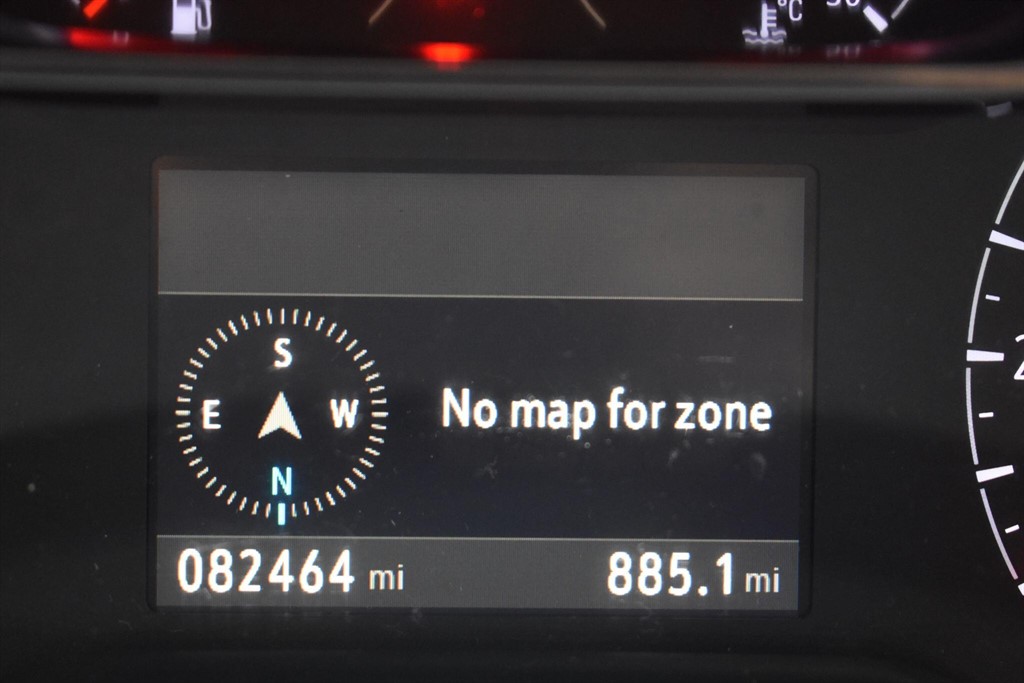 °C
S
E W
No map for zone
N
082464 mi 885.1 mi